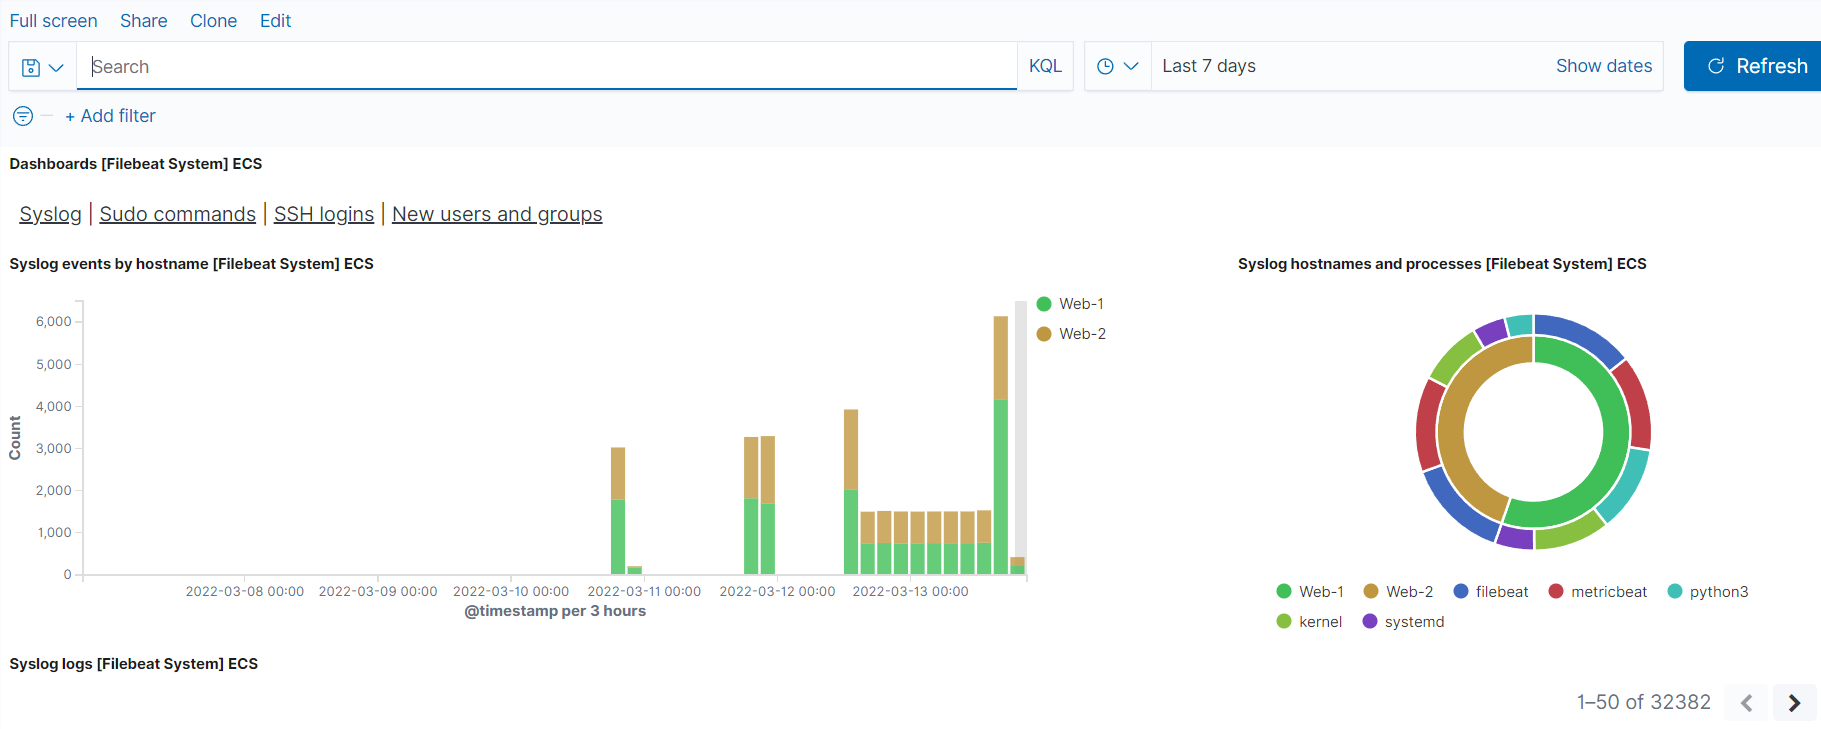 Full screen Share Clone Edit
Search KQL Last 7 days Show dates Refresh
+ Add filter
Dashboards [Filebeat System] ECS
Syslog | Sudo commands | SSH logins | New users and groups
Syslog events by hostname [Filebeat System] ECS
6,000
5,000
4,000
3,000
2,000
1,000
0
Count
2022-03-08 00:00 2022-03-09 00:00 2022-03-10 00:00 2022-03-11 00:00 2022-03-12 00:00 2022-03-13 00:00
@timestamp per 3 hours
Web-1
Web-2
Syslog hostnames and processes [Filebeat System] ECS
Web-1 Web-2 filebeat metricbeat python3
kernel systemd
Syslog logs [Filebeat System] ECS
1–50 of 32382